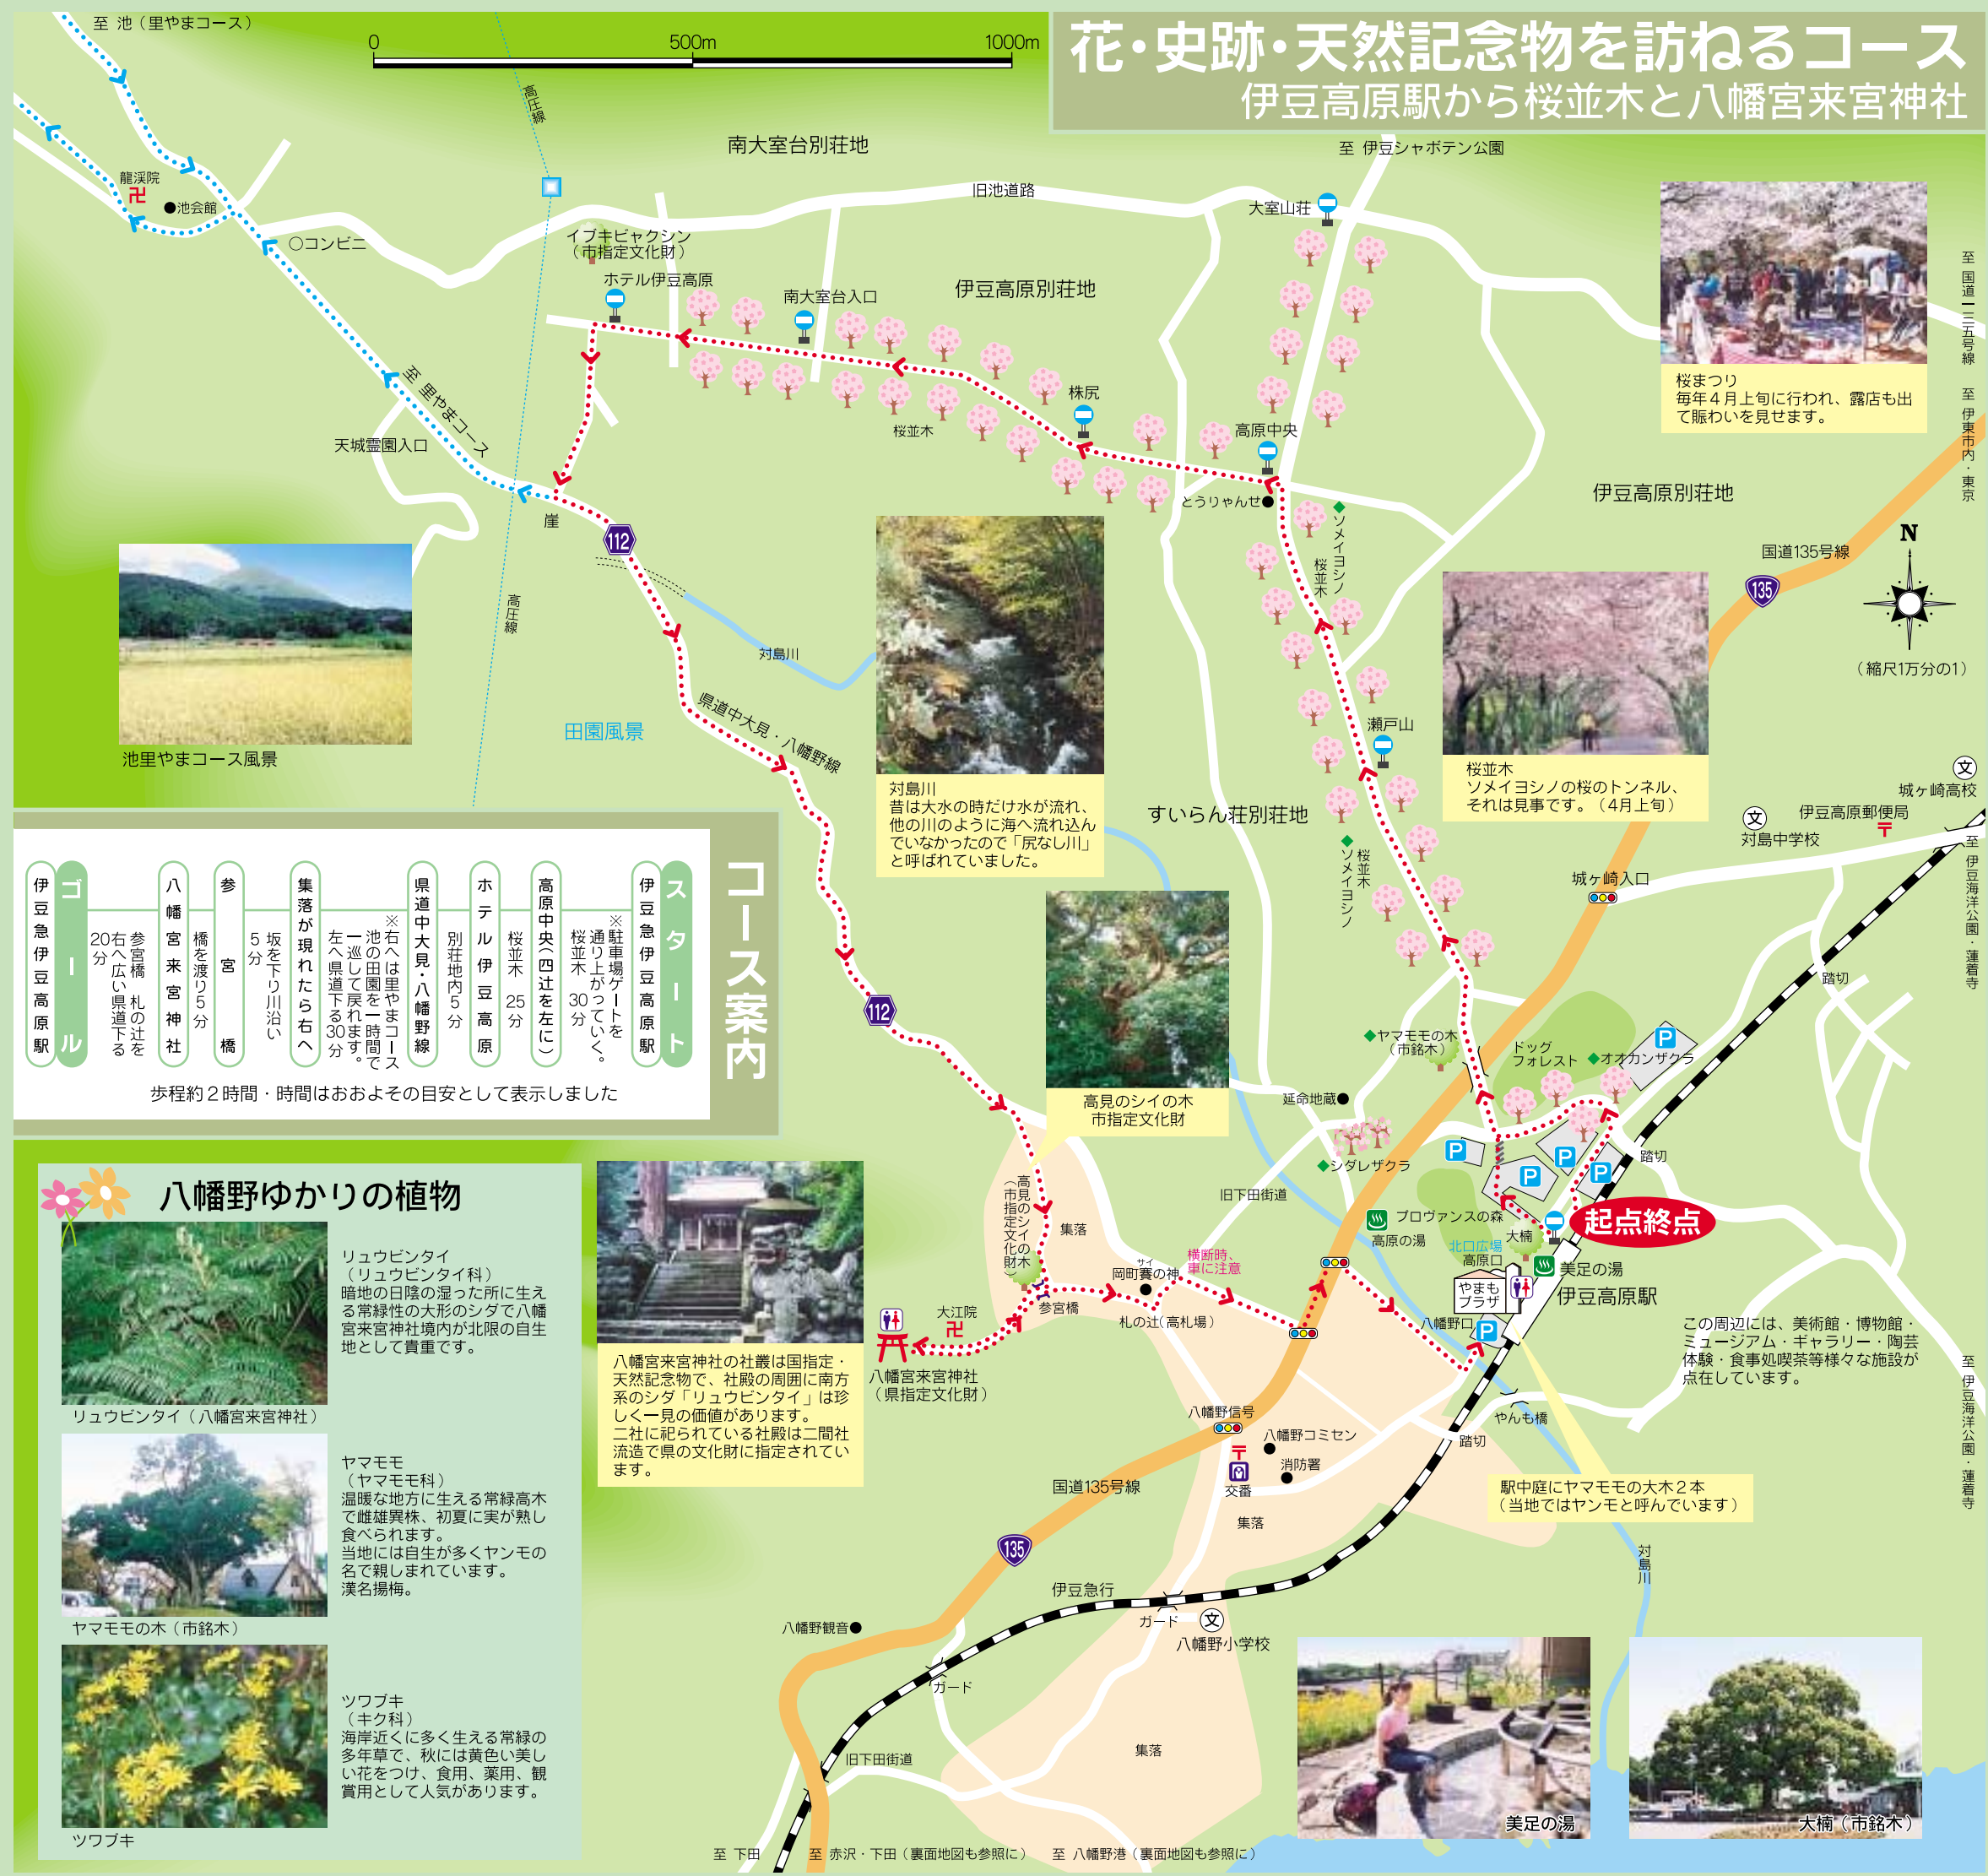 花・史跡・天然記念物を訪ねるコース
伊豆高原駅から桜並木と八幡宮来宮神社
至 池（里やまコース）
0
500m
1000m
高圧線
南大室台別荘地
至 伊豆シャボテン公園
旧池道路
大室山荘
龍渓院
池会館
コンビニ
イブキビャクシン
（市指定文化財）
ホテル伊豆高原
南大室台入口
伊豆高原別荘地
桜まつり
毎年４月上旬に行われ、露店も出
て賑わいを見せます。
至 国道一三五号線
至 伊東市内・東京
至 里やまコース
天城霊園入口
株尻
桜並木
高原中央
とうりゃんせ
伊豆高原別荘地
崖
112
ソメイヨシノ
桜並木
国道135号線
135
N
（縮尺1万分の1）
高圧線
対島川
県道中大見・八幡野線
田園風景
池里やまコース風景
瀬戸山
対島川
昔は大水の時だけ水が流れ、
他の川のように海へ流れ込ん
でいなかったので「尻なし川」
と呼ばれていました。
桜並木
ソメイヨシノの桜のトンネル、
それは見事です。（4月上旬）
すいらん荘別荘地
桜並木
ソメイヨシノ
文
城ヶ崎高校
伊豆高原郵便局
文
対島中学校
城ヶ崎入口
至 伊豆海洋公園・蓮着寺
踏切
コース案内
スタート
伊豆急伊豆高原駅
※駐車場ゲートを
通り上がっていく。
桜並木 30分
高原中央（四辻を左に）
桜並木 25分
ホテル伊豆高原
別荘地内５分
県道中大見・八幡野線
※右へは里やまコース
池の田園を一時間で
一巡して戻れます。
左へ県道下る30分
集落が現れたら右へ
坂を下り川沿い
５分
参宮橋
橋を渡り５分
八幡宮来宮神社
参宮橋 札の辻を
右へ広い県道下る
20分
ゴール
伊豆急伊豆高原駅
歩程約２時間・時間はおおよその目安として表示しました
112
高見のシイの木
市指定文化財
ヤマモモの木
（市銘木）
ドッグ
フォレスト
オオカンザクラ
P
延命地蔵
シダレザクラ
P
P
P
P
踏切
旧下田街道
プロヴァンスの森
高原の湯
大楠
起点終点
北口広場
高原口
美足の湯
やまも
プラザ
伊豆高原駅
八幡野口
P
高見のシイの木
（市指定文化財）
集落
横断時、
車に注意
サイ
岡町賽の神
参宮橋
札の辻（高札場）
大江院
八幡宮来宮神社
（県指定文化財）
この周辺には、美術館・博物館・
ミュージアム・ギャラリー・陶芸
体験・食事処喫茶等様々な施設が
点在しています。
至 伊豆海洋公園・蓮着寺
やんも橋
踏切
八幡野信号
八幡野コミセン
消防署
交番
集落
駅中庭にヤマモモの大木２本
（当地ではヤンモと呼んでいます）
対島川
国道135号線
135
伊豆急行
ガード
文
八幡野小学校
八幡野観音
ガード
旧下田街道
集落
至 下田
至 赤沢・下田（裏面地図も参照に）
至 八幡野港（裏面地図も参照に）
美足の湯
大楠（市銘木）
八幡宮来宮神社の社叢は国指定・
天然記念物で、社殿の周囲に南方
系のシダ「リュウビンタイ」は珍
しく一見の価値があります。
二社に祀られている社殿は二間社
流造で県の文化財に指定されてい
ます。
八幡野ゆかりの植物
リュウビンタイ
（リュウビンタイ科）
暗地の日陰の湿った所に生え
る常緑性の大形のシダで八幡
宮来宮神社境内が北限の自生
地として貴重です。
リュウビンタイ（八幡宮来宮神社）
ヤマモモ
（ヤマモモ科）
温暖な地方に生える常緑高木
で雌雄異株、初夏に実が熟し
食べられます。
当地には自生が多くヤンモの
名で親しまれています。
漢名揚梅。
ヤマモモの木（市銘木）
ツワブキ
（キク科）
海岸近くに多く生える常緑の
多年草で、秋には黄色い美し
い花をつけ、食用、薬用、観
賞用として人気があります。
ツワブキ